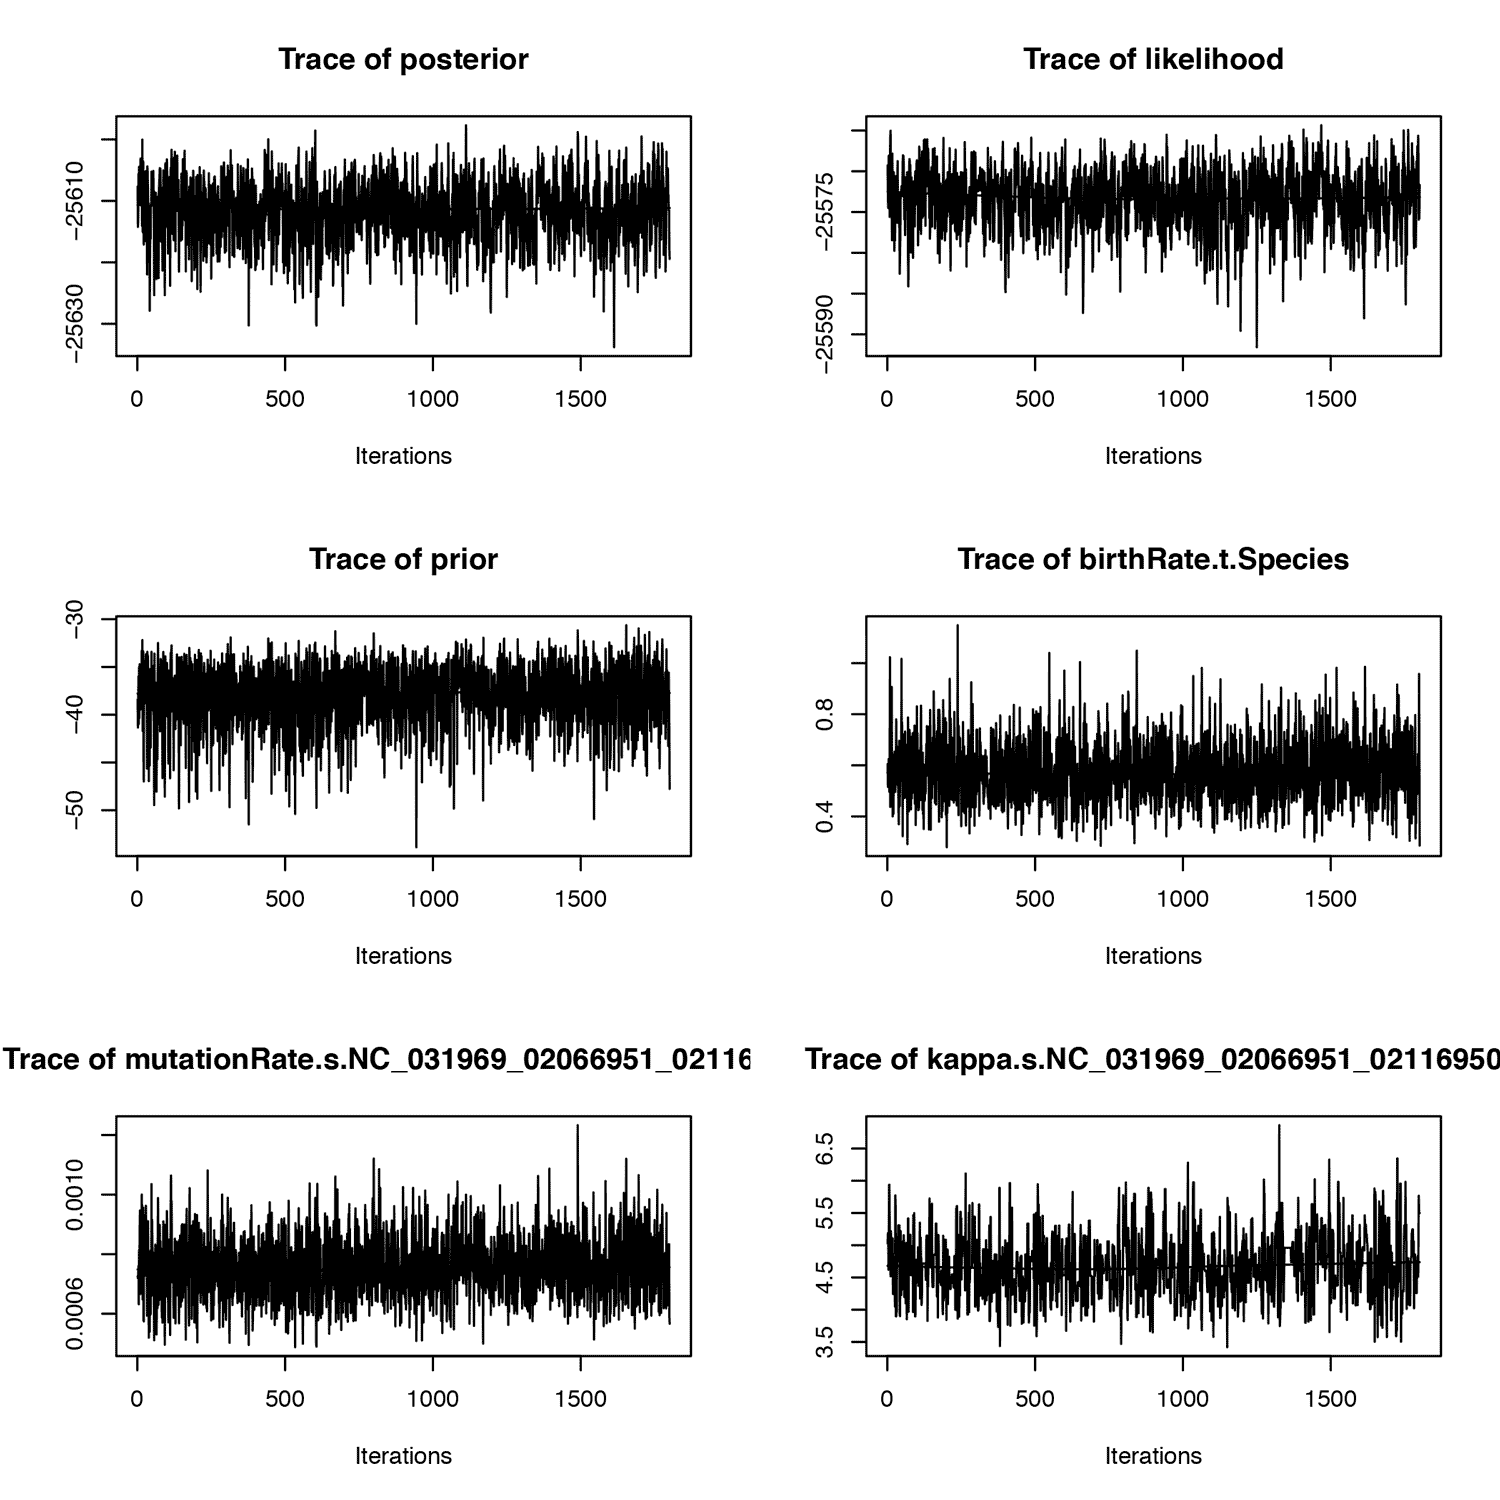 Trace of posterior
−25610
−25630
0 500 1000 1500
Iterations
Trace of likelihood
−25575
−25590
0 500 1000 1500
Iterations
Trace of prior
−30
−40
−50
0 500 1000 1500
Iterations
Trace of birthRate.t.Species
0.8
0.4
0 500 1000 1500
Iterations
Trace of mutationRate.s.NC_031969_02066951_02116
0.0010
0.0006
0 500 1000 1500
Iterations
Trace of kappa.s.NC_031969_02066951_02116950
6.5
5.5
4.5
3.5
0 500 1000 1500
Iterations